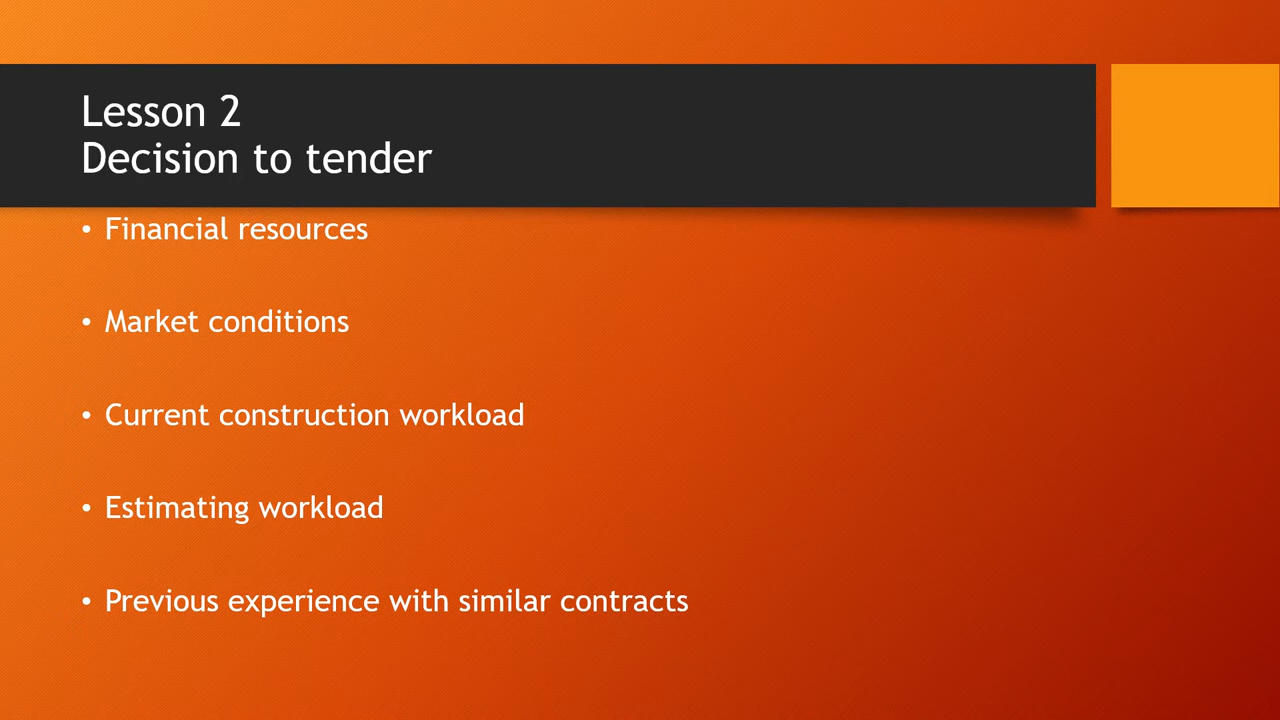 Lesson 2
Decision to tender
• Financial resources
• Market conditions
• Current construction workload
• Estimating workload
• Previous experience with similar contracts